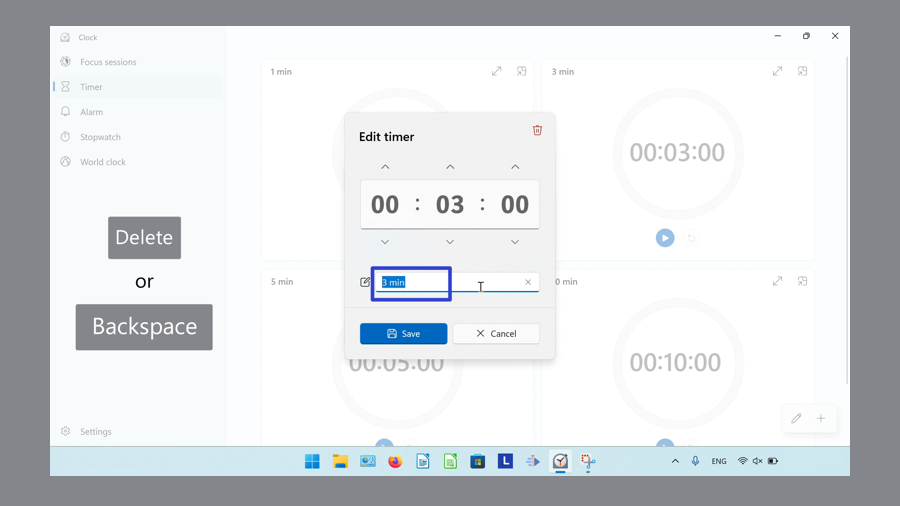 Clock
Focus sessions
Timer
Alarm
Stopwatch
World clock
Settings
Delete
or
Backspace
1 min
3 min
00:03:00
5 min
00:05:00
0 min
00:10:00
Edit timer
00 : 03 : 00
3 min
Save
Cancel
L
ENG